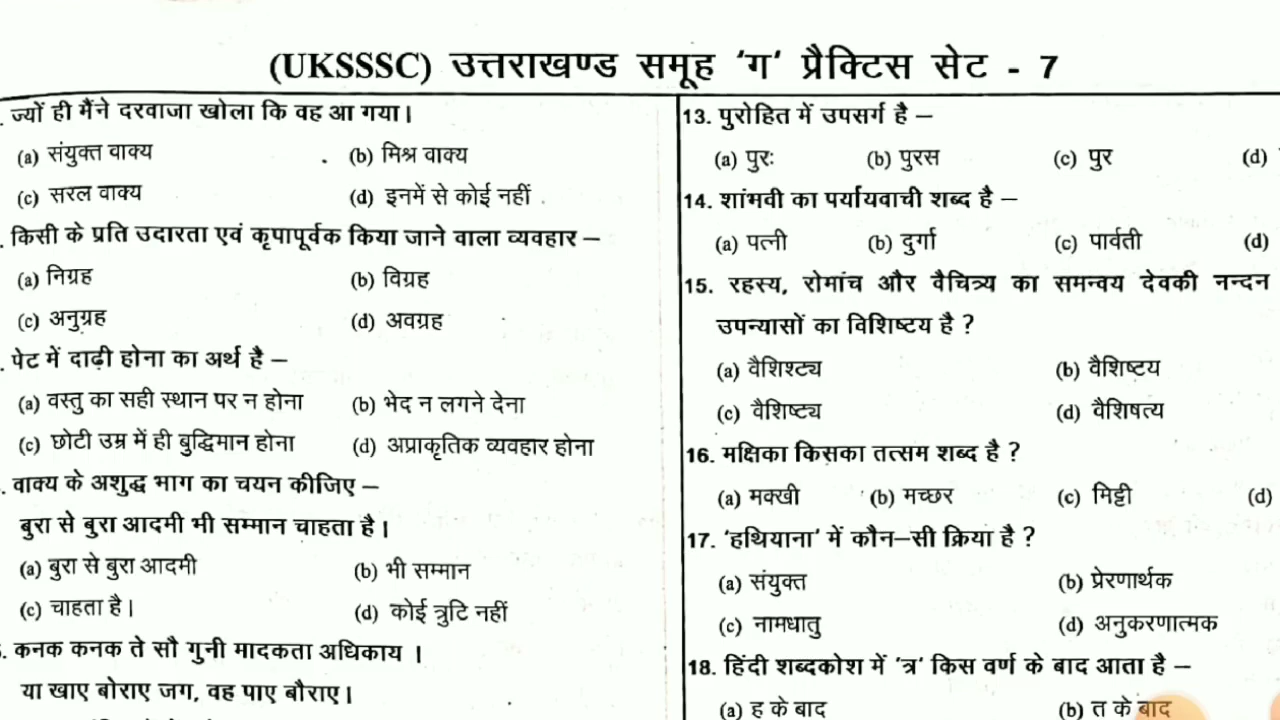 (UKSSSC) उत्तराखण्ड समूह ‘ग’ प्रैक्टिस सेट - 7
. ज्यों ही मैंने दरवाजा खोला कि वह आ गया।
(a) संयुक्त वाक्य (b) मिश्र वाक्य
(c) सरल वाक्य (d) इनमें से कोई नहीं
. किसी के प्रति उदारता एवं कृपापूर्वक किया जाने वाला व्यवहार –
(a) निग्रह (b) विग्रह
(c) अनुग्रह (d) अवग्रह
. पेट में दाढ़ी होना का अर्थ है –
(a) वस्तु का सही स्थान पर न होना (b) भेद न लगने देना
(c) छोटी उम्र में ही बुद्धिमान होना (d) अप्राकृतिक व्यवहार होना
. वाक्य के अशुद्ध भाग का चयन कीजिए –
बुरा से बुरा आदमी भी सम्मान चाहता है।
(a) बुरा से बुरा आदमी (b) भी सम्मान
(c) चाहता है। (d) कोई त्रुटि नहीं
. कनक कनक ते सौ गुनी मादकता अधिकाय ।
या खाए बोराए जग, वह पाए बौराए।
13. पुरोहित में उपसर्ग है –
(a) पुरः (b) पुरस (c) पुर (d)
14. शांमवी का पर्यायवाची शब्द है –
(a) पत्नी (b) दुर्गा (c) पार्वती (d)
15. रहस्य, रोमांच और वैचित्र्य का समन्वय देवकी नन्दन
उपन्यासों का विशिष्टय है ?
(a) वैशिश्ट्य (b) वैशिष्टय
(c) वैशिष्ट्य (d) वैशिषत्य
16. मक्षिका किसका तत्सम शब्द है ?
(a) मक्खी (b) मच्छर (c) मिट्टी (d)
17. ‘हथियाना’ में कौन–सी क्रिया है ?
(a) संयुक्त (b) प्रेरणार्थक
(c) नामधातु (d) अनुकरणात्मक
18. हिंदी शब्दकोश में ‘त्र’ किस वर्ण के बाद आता है –
(a) ह के बाद (b) त के बाद